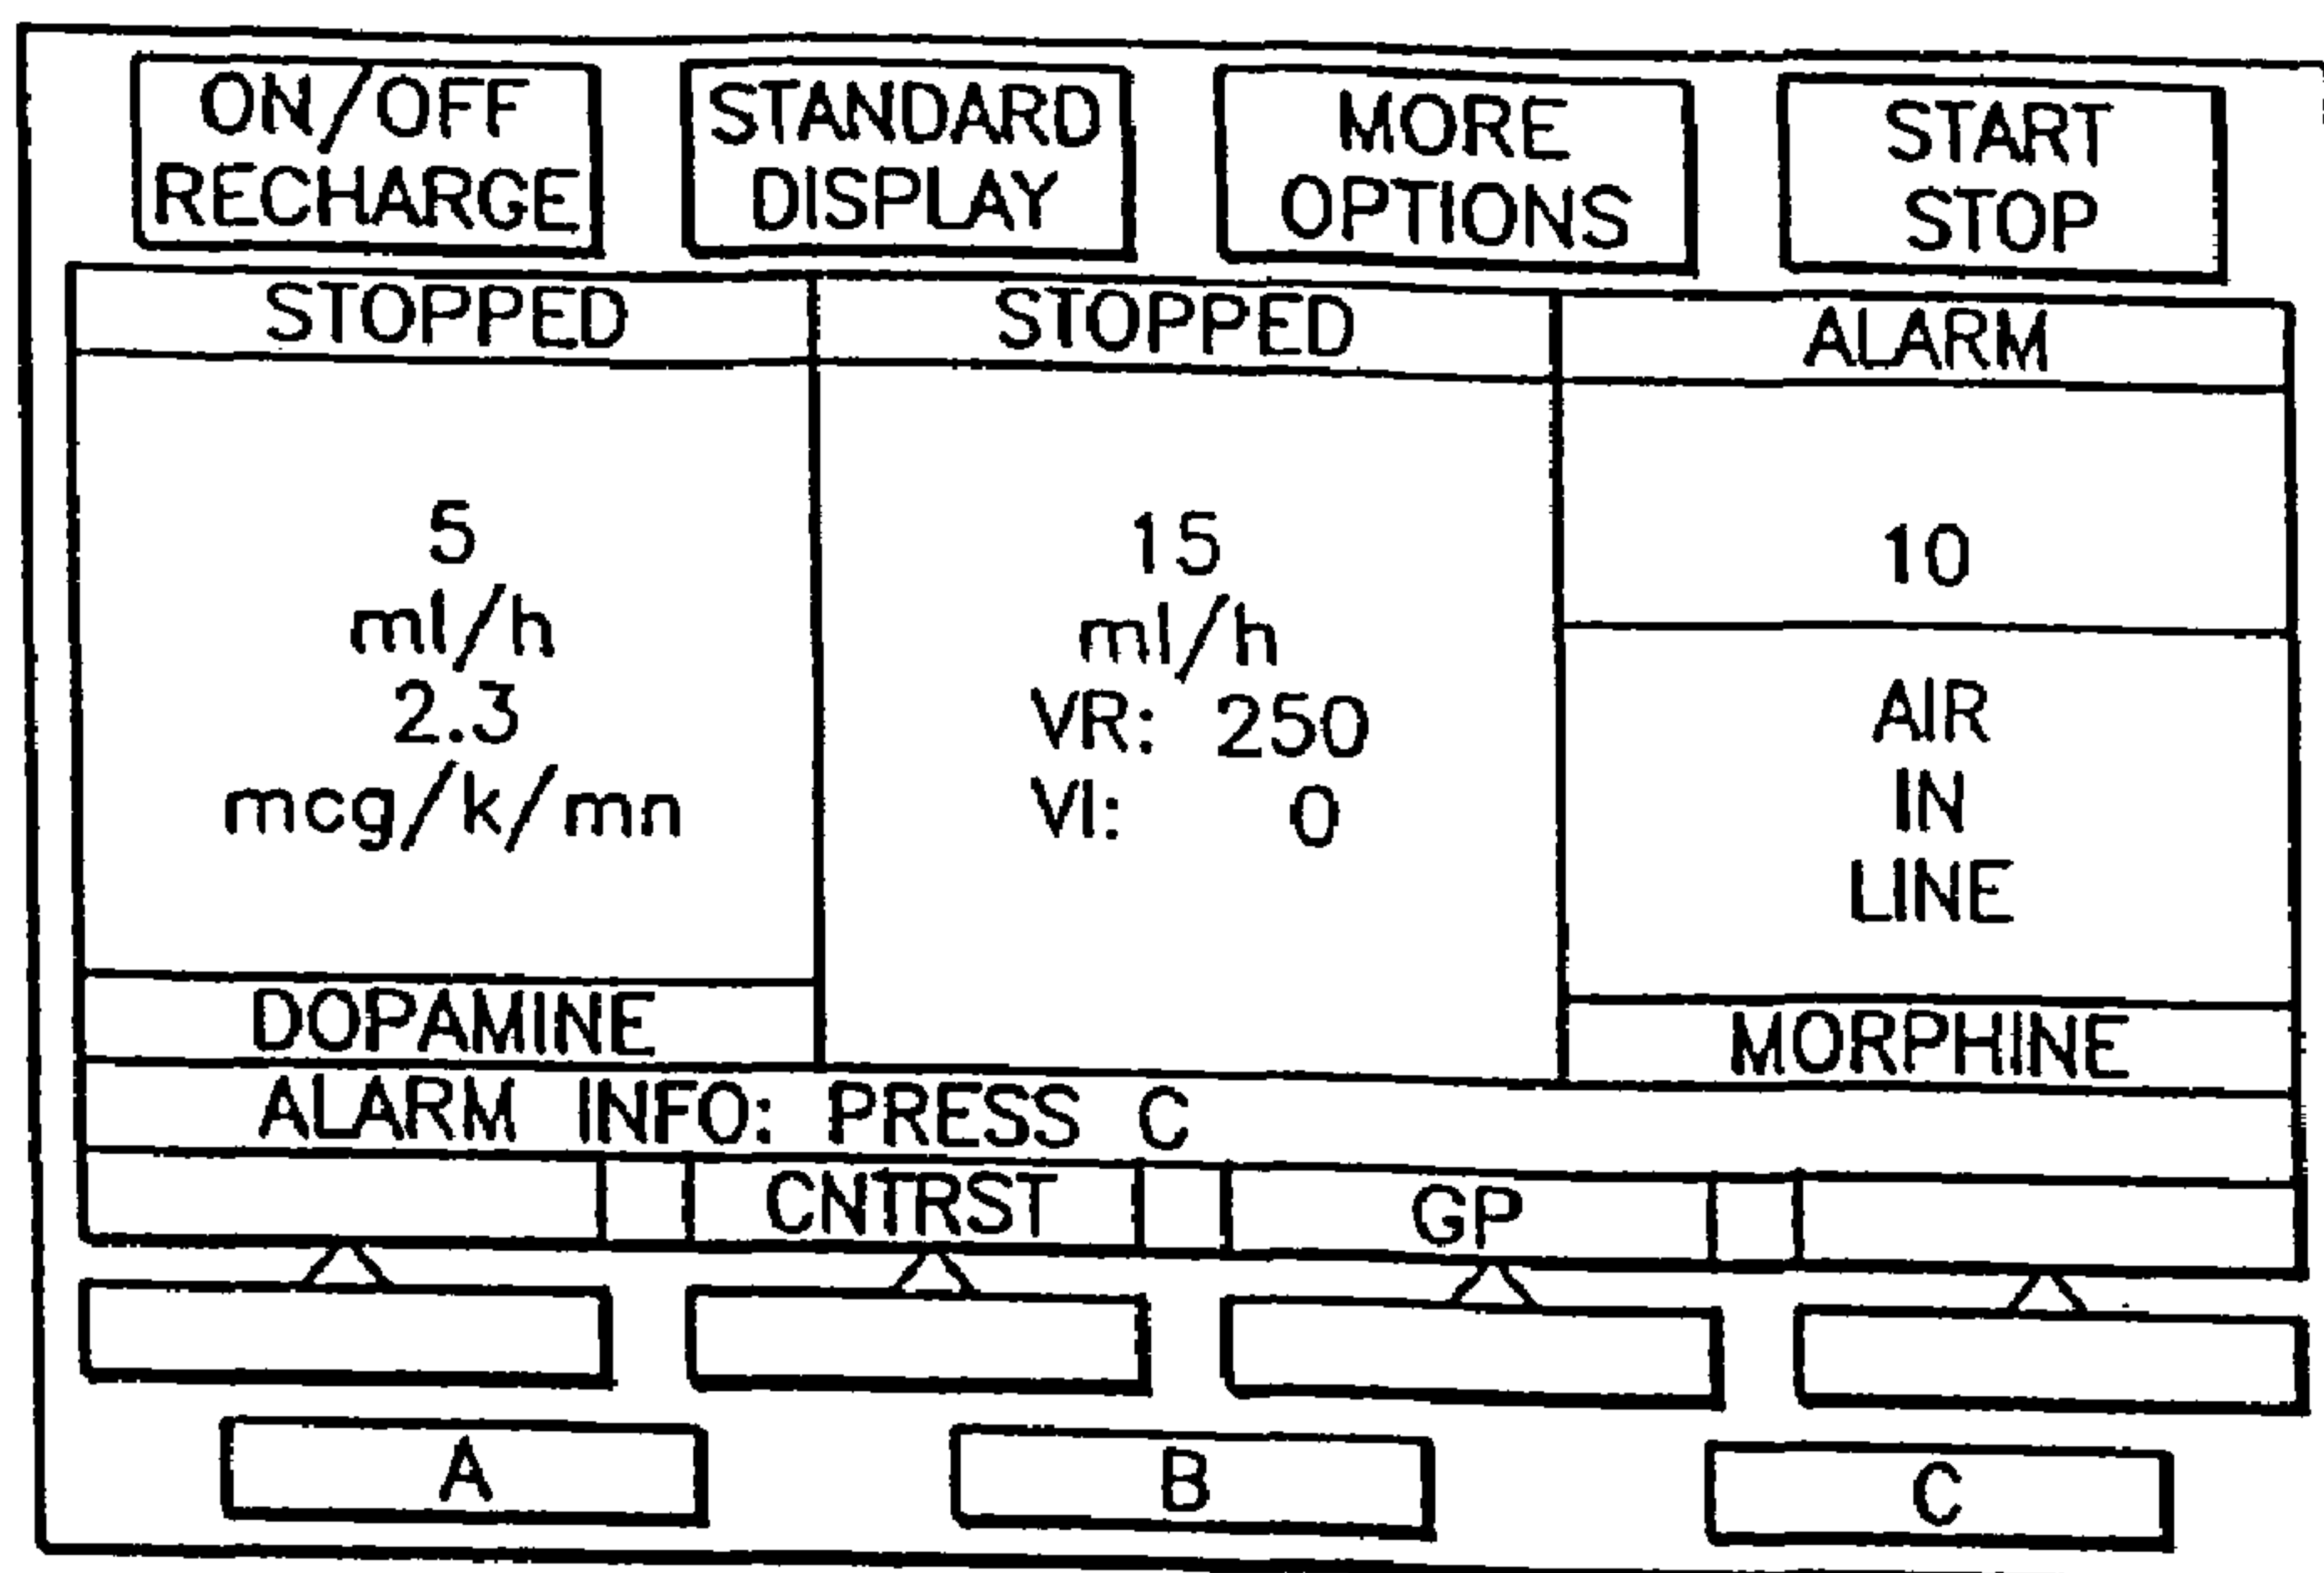 ON/OFF
RECHARGE
STANDARD
DISPLAY
MORE
OPTIONS
START
STOP
STOPPED
5
ml/h
2.3
mcg/k/mn
DOPAMINE
STOPPED
15
ml/h
VR: 250
VI: 0
ALARM
10
AIR
IN
LINE
MORPHINE
ALARM INFO: PRESS C
CNTRST
GP
A
B
C